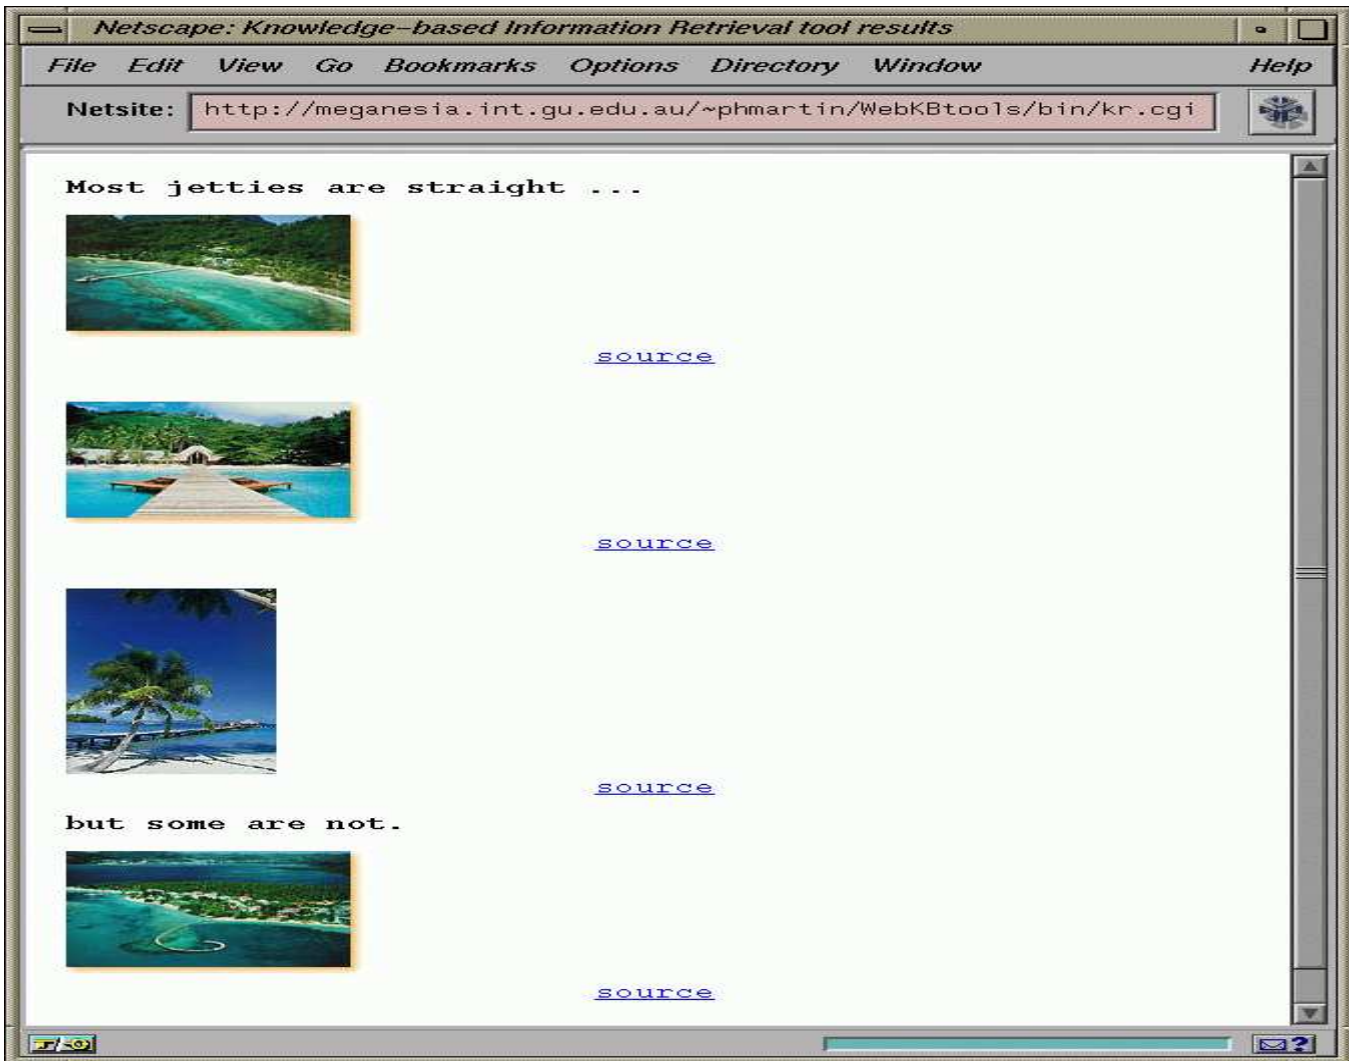 Netscape: Knowledge-based Information Retrieval tool results
File Edit View Go Bookmarks Options Directory Window Help
Netsite: http://meganesia.int.gu.edu.au/~phmartin/WebKBtools/bin/kr.cgi
Most jetties are straight ...
source
source
source
but some are not.
source
?